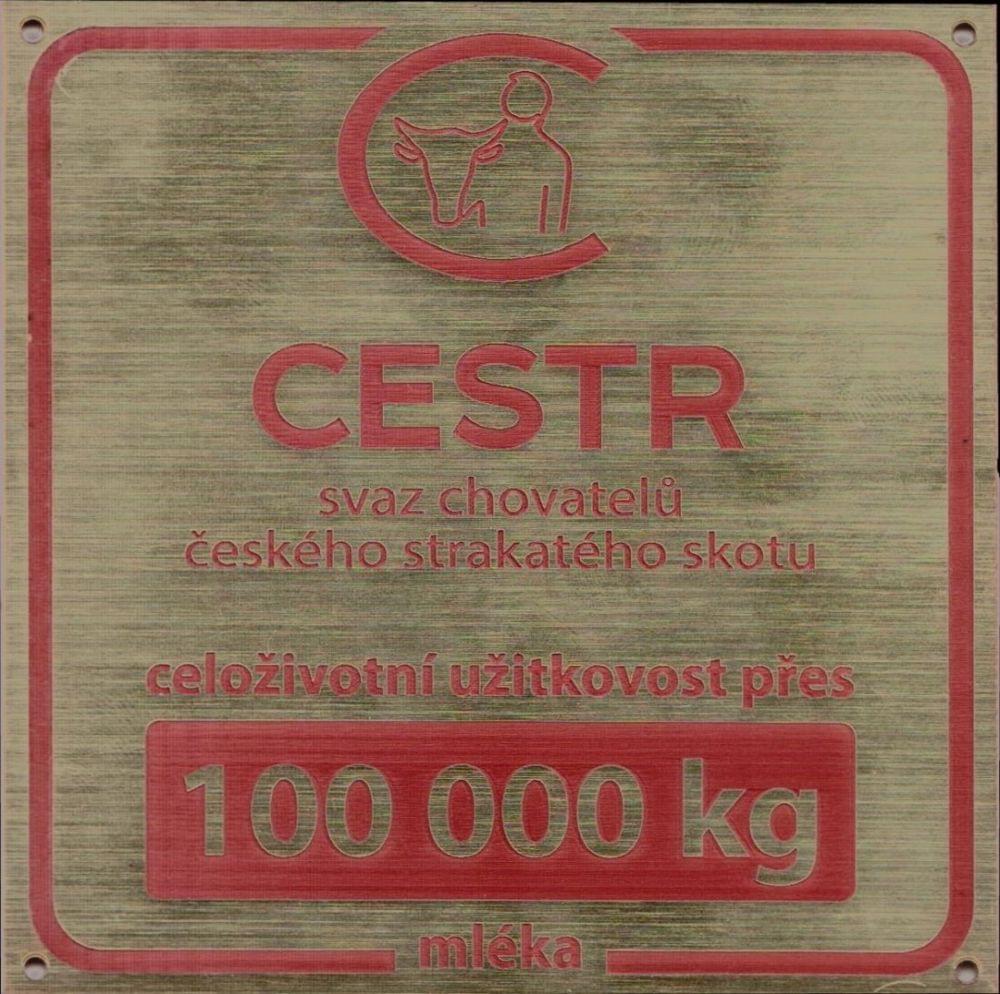 CESTR
svaz chovatelů
českého strakatého skotu
celoživotní užitkovost přes
100 000 kg
mléka